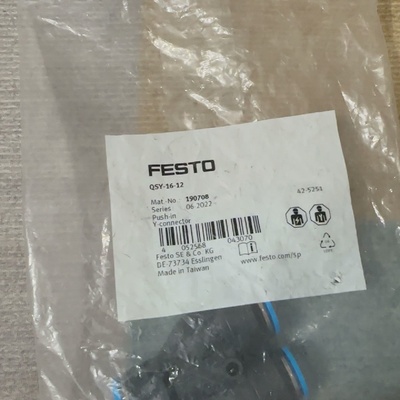 FESTO
QSY-16-12
Mat.-No. 190708
Series 06.2022
42-5251
Push-in
Y-connector
4 052568 043070
Festo SE & Co. KG
DE-73734 Esslingen
Made in Taiwan
www.festo.com/sp